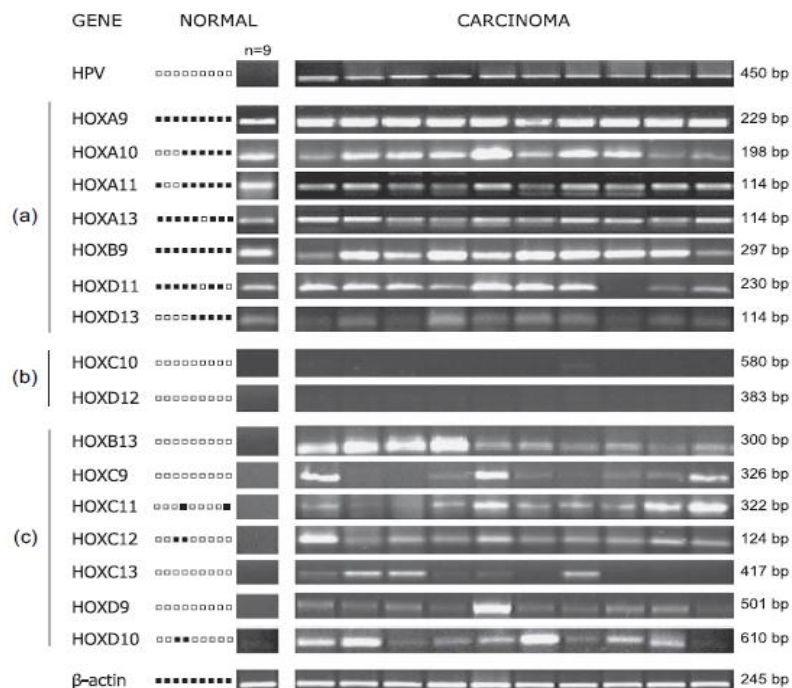 GENE NORMAL CARCINOMA
n=9
HPV 450 bp
HOXA9 229 bp
HOXA10 198 bp
HOXA11 114 bp
(a) HOXA13 114 bp
HOXB9 297 bp
HOXD11 230 bp
HOXD13 114 bp
(b) HOXC10 580 bp
HOXD12 383 bp
HOXB13 300 bp
HOXC9 326 bp
HOXC11 322 bp
(c) HOXC12 124 bp
HOXC13 417 bp
HOXD9 501 bp
HOXD10 610 bp
β-actin 245 bp